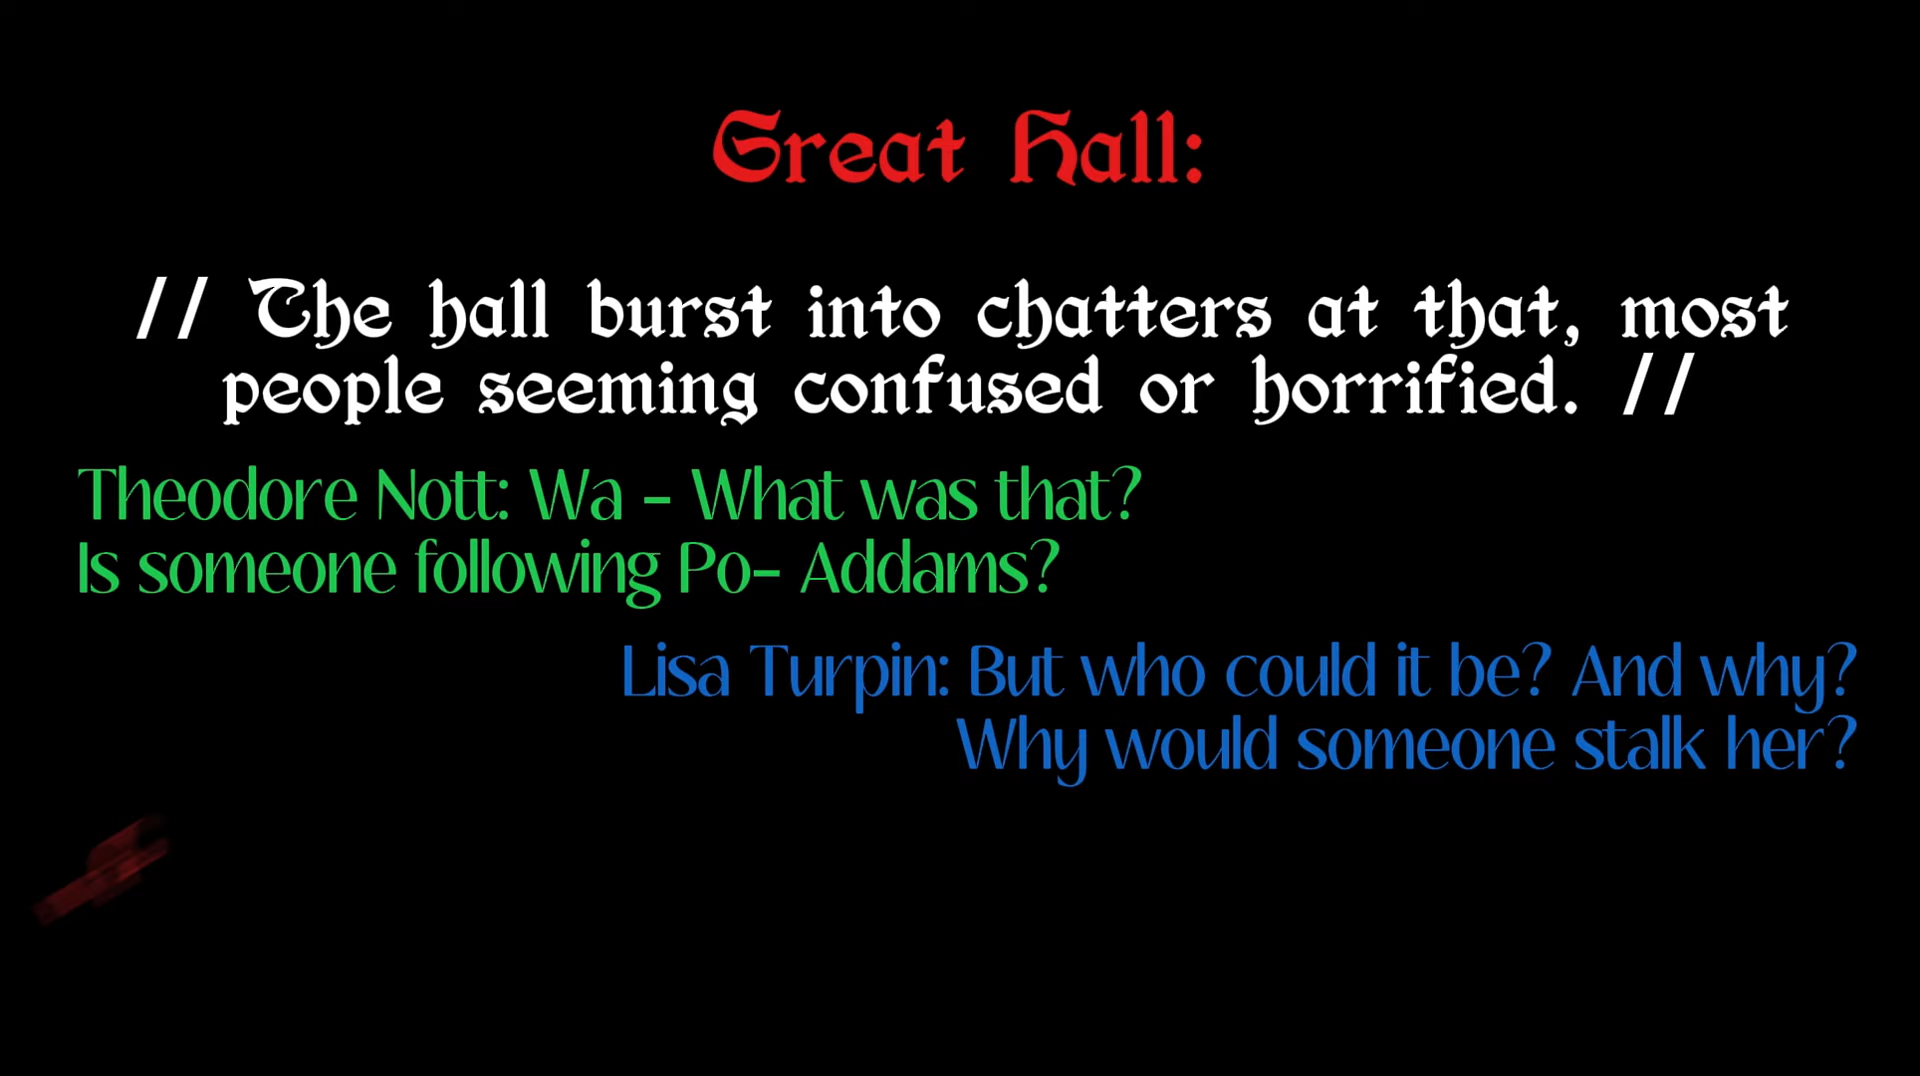 Great Hall:
// The hall burst into chatters at that, most
people seeming confused or horrified. //
Theodore Nott: Wa - What was that?
Is someone following Po- Addams?
Lisa Turpin: But who could it be? And why?
Why would someone stalk her?